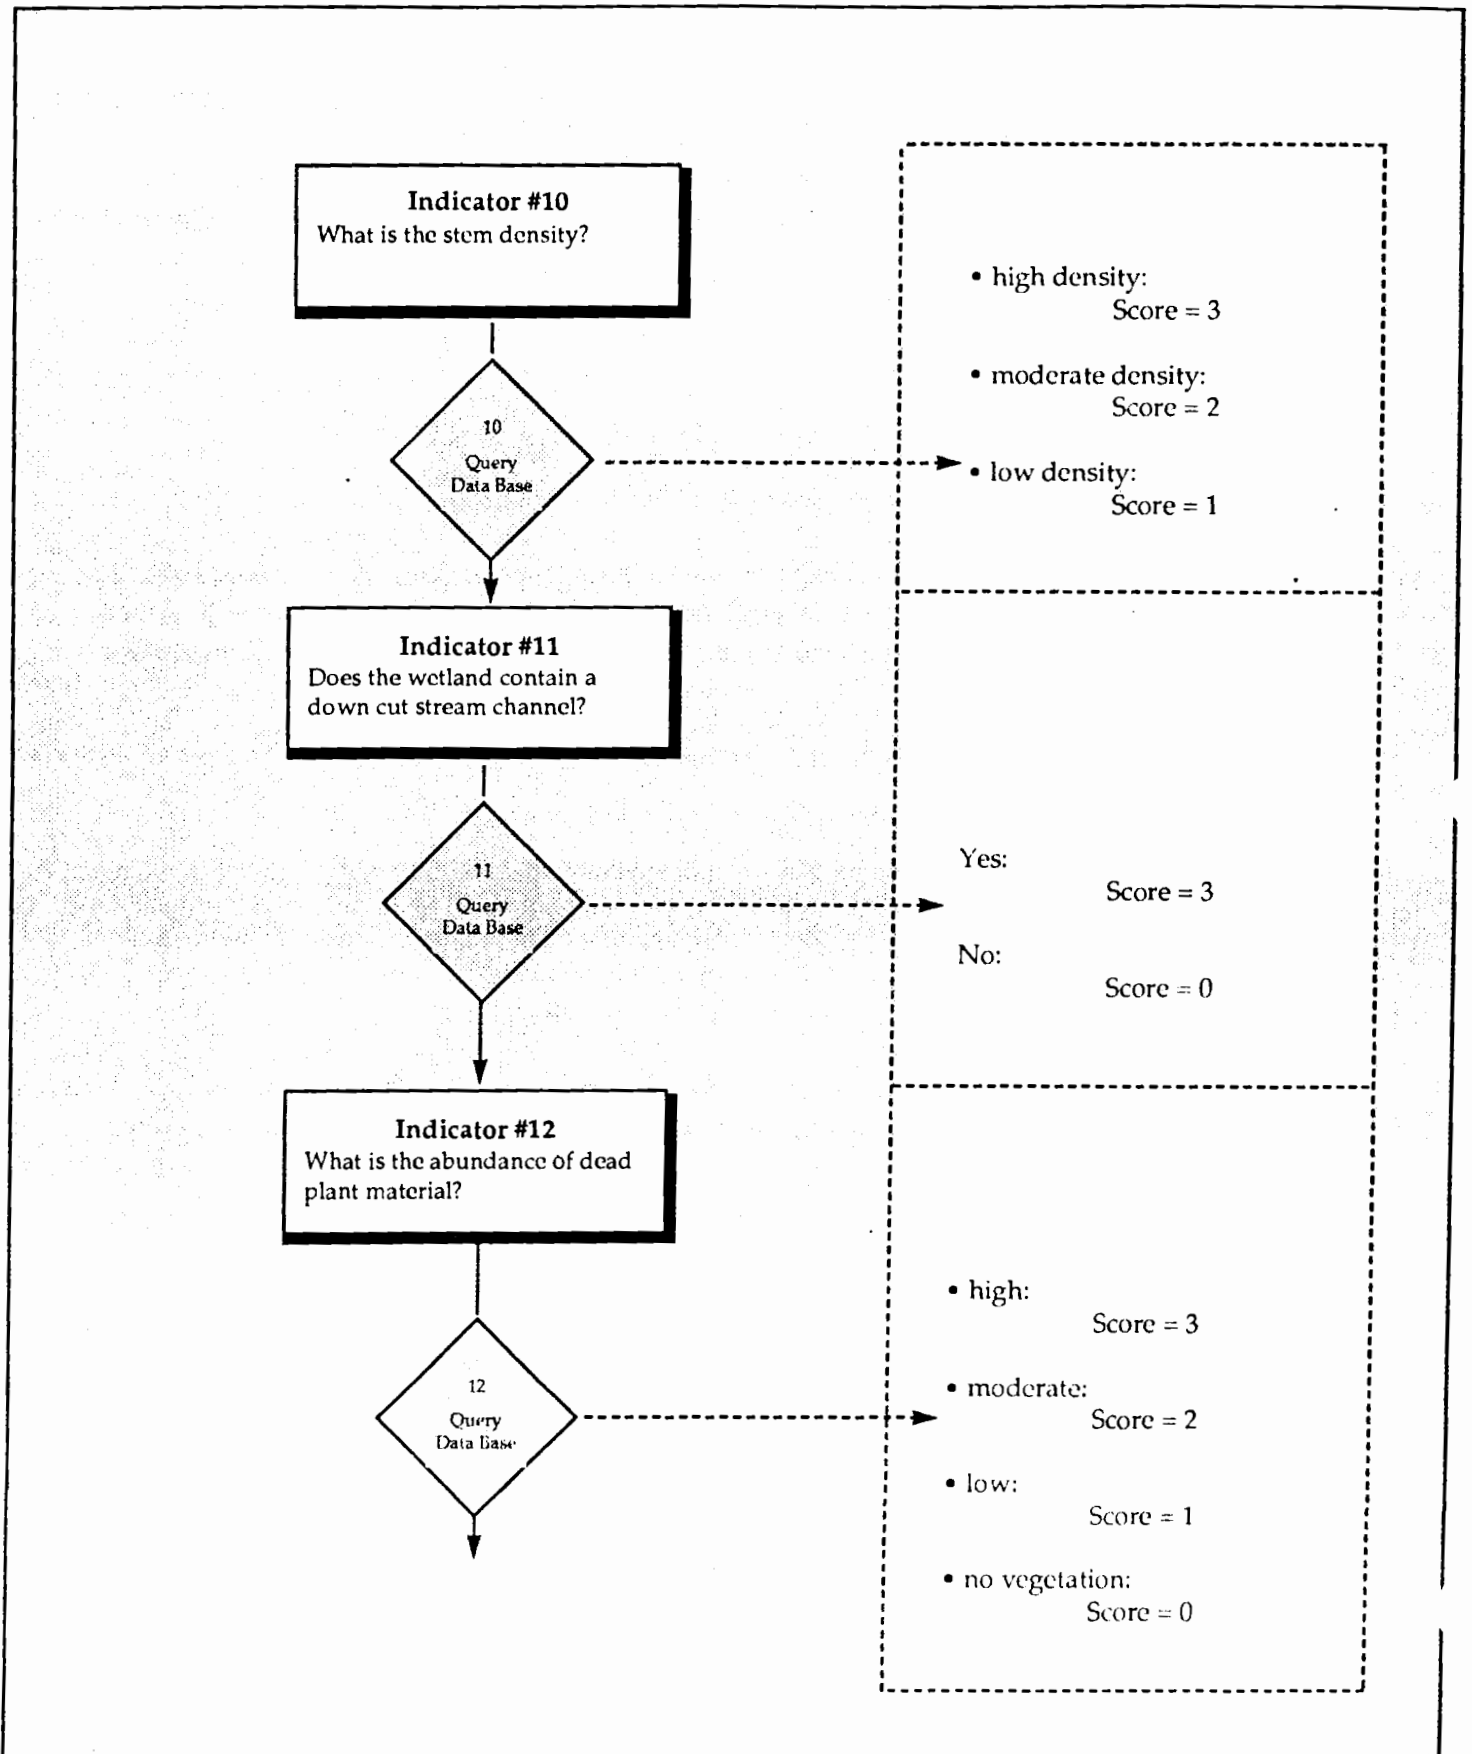 Indicator #10
What is the stem density?
10
Query
Data Base
• high density:
Score = 3
• moderate density:
Score = 2
• low density:
Score = 1
Indicator #11
Does the wetland contain a
down cut stream channel?
11
Query
Data Base
Yes:
Score = 3
No:
Score = 0
Indicator #12
What is the abundance of dead
plant material?
12
Query
Data Base
• high:
Score = 3
• moderate:
Score = 2
• low:
Score = 1
• no vegetation:
Score = 0